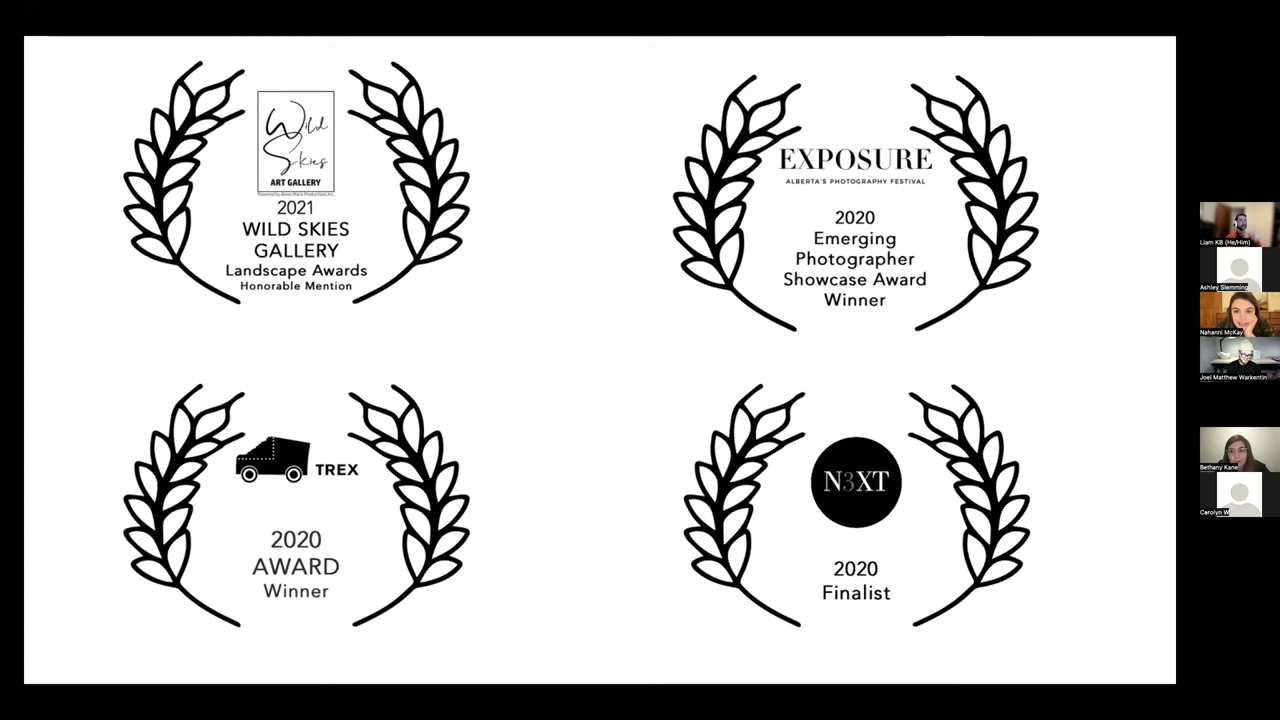 Wild
Skies
ART GALLERY
2021
WILD SKIES
GALLERY
Landscape Awards
Honorable Mention
EXPOSURE
ALBERTA'S PHOTOGRAPHY FESTIVAL
2020
Emerging
Photographer
Showcase Award
Winner
TREX
2020
AWARD
Winner
N3XT
2020
Finalist
Liam KB (He/Him)
Ashley Slemming
Nahanni McKay
Joel Matthew Warkentin
Bethany Kane
Carolyn W